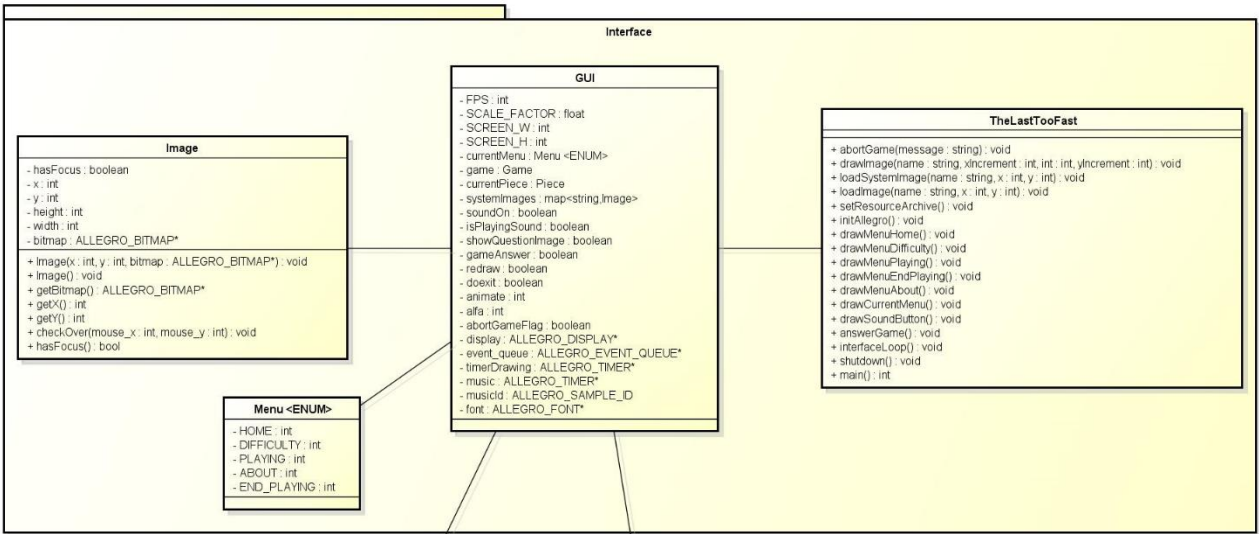 Interface
Image
- hasFocus : boolean
- x : int
- y : int
- height : int
- width : int
- bitmap : ALLEGRO_BITMAP*
+ Image(x : int, y : int, bitmap : ALLEGRO_BITMAP*) : void
+ Image() : void
+ getBitmap() : ALLEGRO_BITMAP*
+ getX() : int
+ getY() : int
+ checkOver(mouse_x : int, mouse_y : int) : void
+ hasFocus() : bool
Menu <ENUM>
- HOME : int
- DIFFICULTY : int
- PLAYING : int
- ABOUT : int
- END_PLAYING : int
GUI
- FPS : int
- SCALE_FACTOR : float
- SCREEN_W : int
- SCREEN_H : int
- currentMenu : Menu <ENUM>
- game : Game
- currentPiece : Piece
- systemImages : map<string,Image>
- soundOn : boolean
- isPlayingSound : boolean
- showQuestionImage : boolean
- gameAnswer : boolean
- redraw : boolean
- doexit : boolean
- animate : int
- alfa : int
- abortGameFlag : boolean
- display : ALLEGRO_DISPLAY*
- event_queue : ALLEGRO_EVENT_QUEUE*
- timerDrawing : ALLEGRO_TIMER*
- music : ALLEGRO_TIMER*
- musicId : ALLEGRO_SAMPLE_ID
- font : ALLEGRO_FONT*
TheLastTooFast
+ abortGame(message : string) : void
+ drawImage(name : string, xIncrement : int, int : int, yIncrement : int) : void
+ loadSystemImage(name : string, x : int, y : int) : void
+ loadImage(name : string, x : int, y : int) : void
+ setResourceArchive() : void
+ initAllegro() : void
+ drawMenuHome() : void
+ drawMenuDifficulty() : void
+ drawMenuPlaying() : void
+ drawMenuEndPlaying() : void
+ drawMenuAbout() : void
+ drawCurrentMenu() : void
+ drawSoundButton() : void
+ answerGame() : void
+ interfaceLoop() : void
+ shutdown() : void
+ main() : int